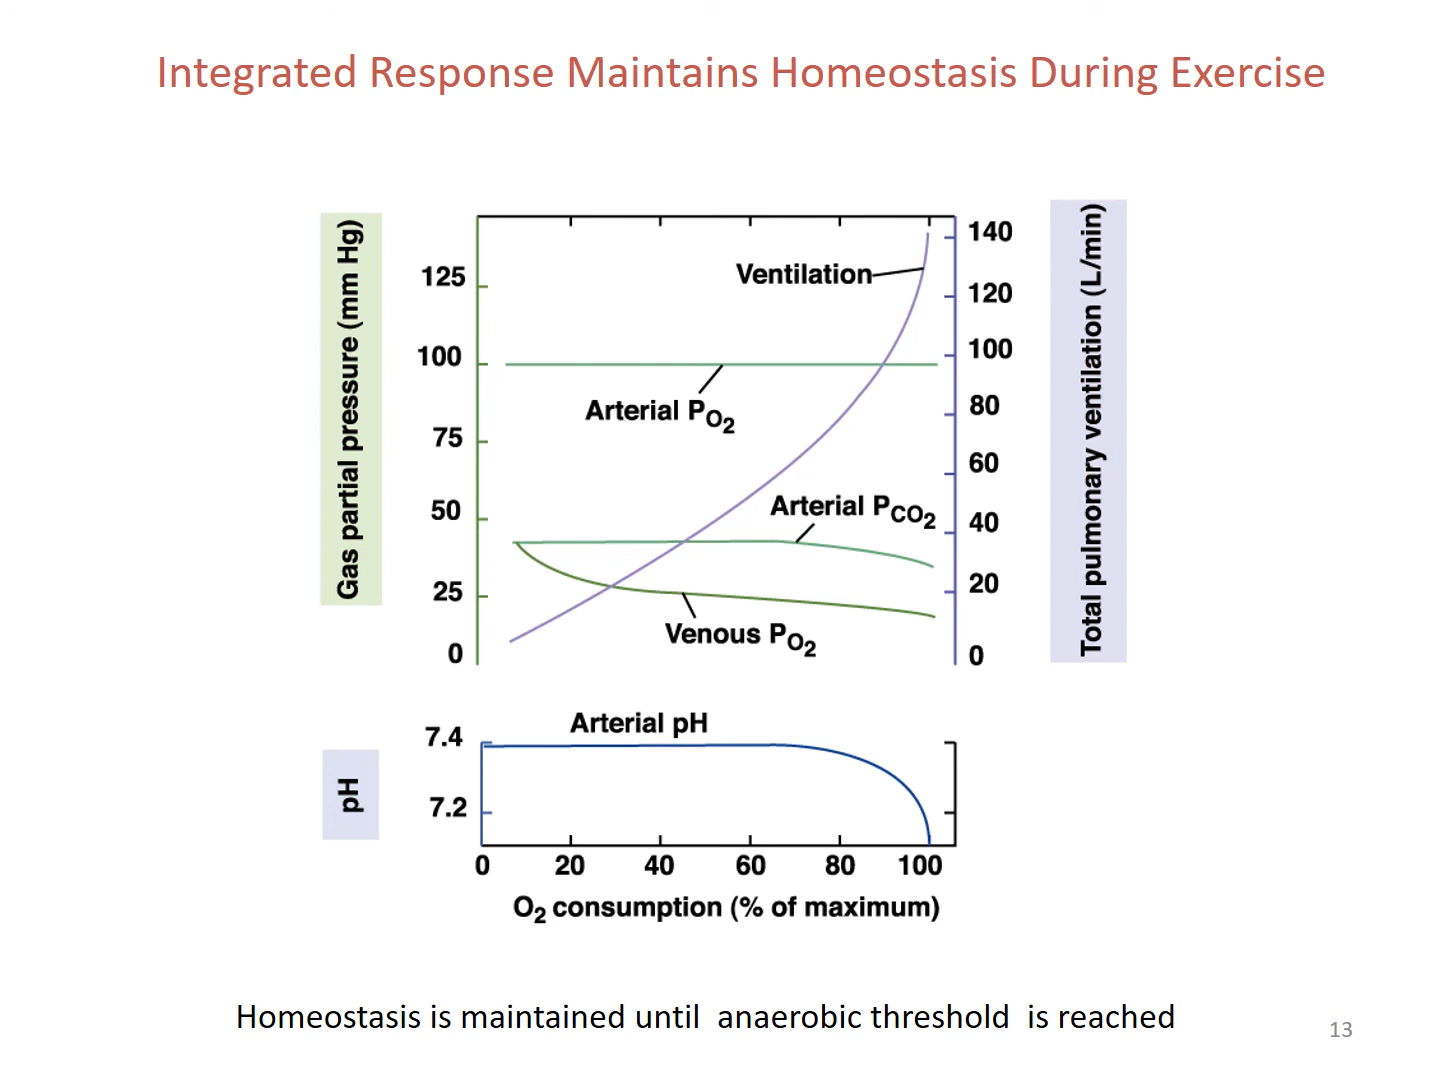 Integrated Response Maintains Homeostasis During Exercise
Gas partial pressure (mm Hg)
125
100
75
50
25
0
Ventilation
Arterial PO2
Arterial PCO2
Venous PO2
140
120
100
80
60
40
20
0
Total pulmonary ventilation (L/min)
pH
7.4
7.2
Arterial pH
0 20 40 60 80 100
O2 consumption (% of maximum)
Homeostasis is maintained until anaerobic threshold is reached
13